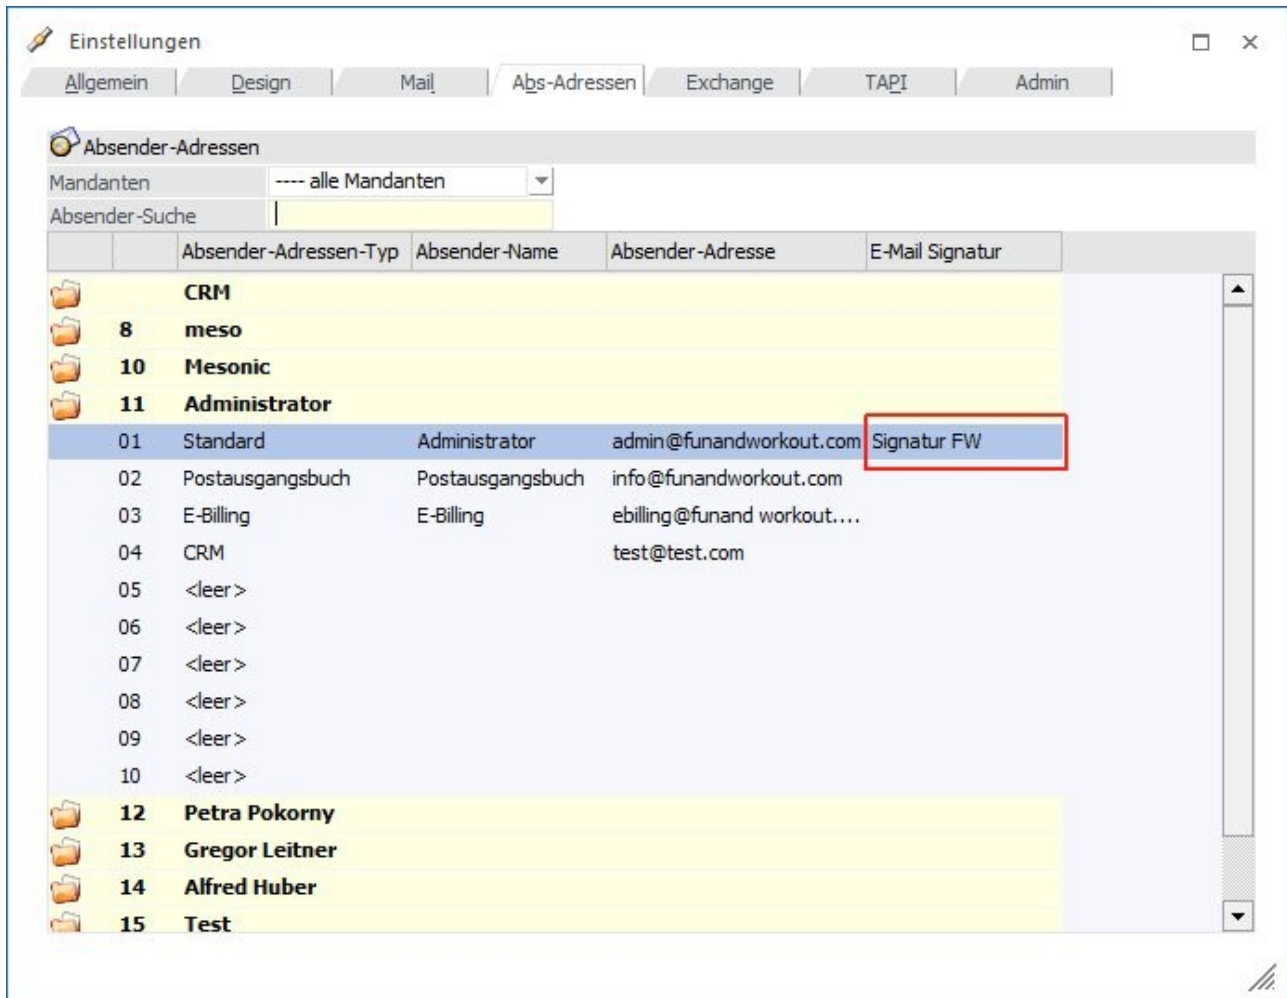 Einstellungen
Allgemein Design Mail Abs-Adressen Exchange TAPI Admin
Absender-Adressen
Mandanten ---- alle Mandanten
Absender-Suche
Absender-Adressen-Typ Absender-Name Absender-Adresse E-Mail Signatur
CRM
8 meso
10 Mesonic
11 Administrator
01 Standard Administrator admin@funandworkout.com Signatur FW
02 Postausgangsbuch Postausgangsbuch info@funandworkout.com
03 E-Billing E-Billing ebilling@funand workout....
04 CRM test@test.com
05 <leer>
06 <leer>
07 <leer>
08 <leer>
09 <leer>
10 <leer>
12 Petra Pokorny
13 Gregor Leitner
14 Alfred Huber
15 Test